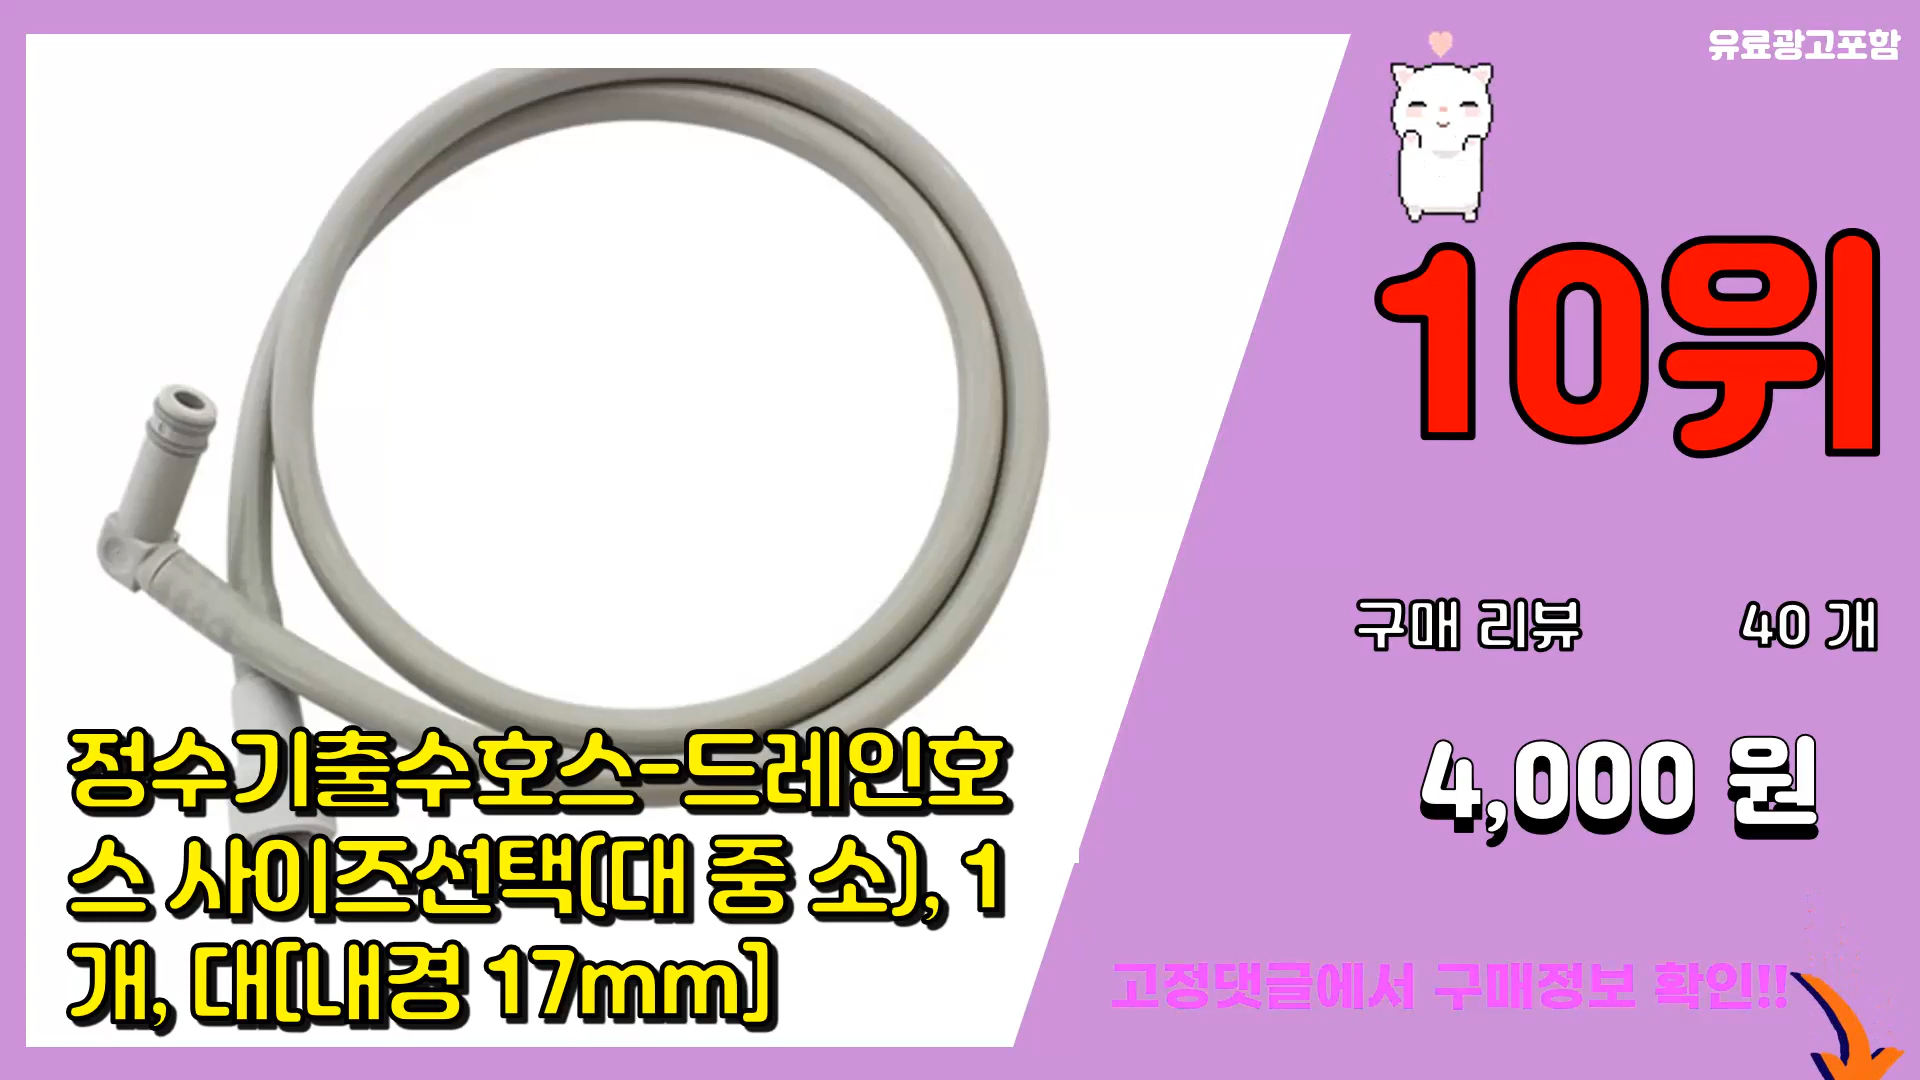 유료광고포함
10위
구매 리뷰 40 개
4,000 원
정수기출수호스-드레인호
스 사이즈선택(대 중 소), 1
개, 대[내경 17mm]
고정댓글에서 구매정보 확인!!